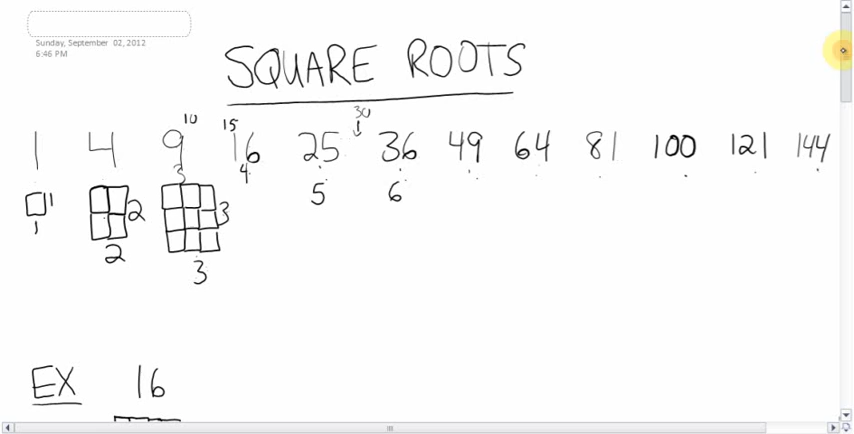 Sunday, September 02, 2012
6:46 PM
SQUARE ROOTS
10 15 30
1 4 9 16 25 36 49 64 81 100 121 144
3 4
1 2 3 5 6
1 2 3
EX 16